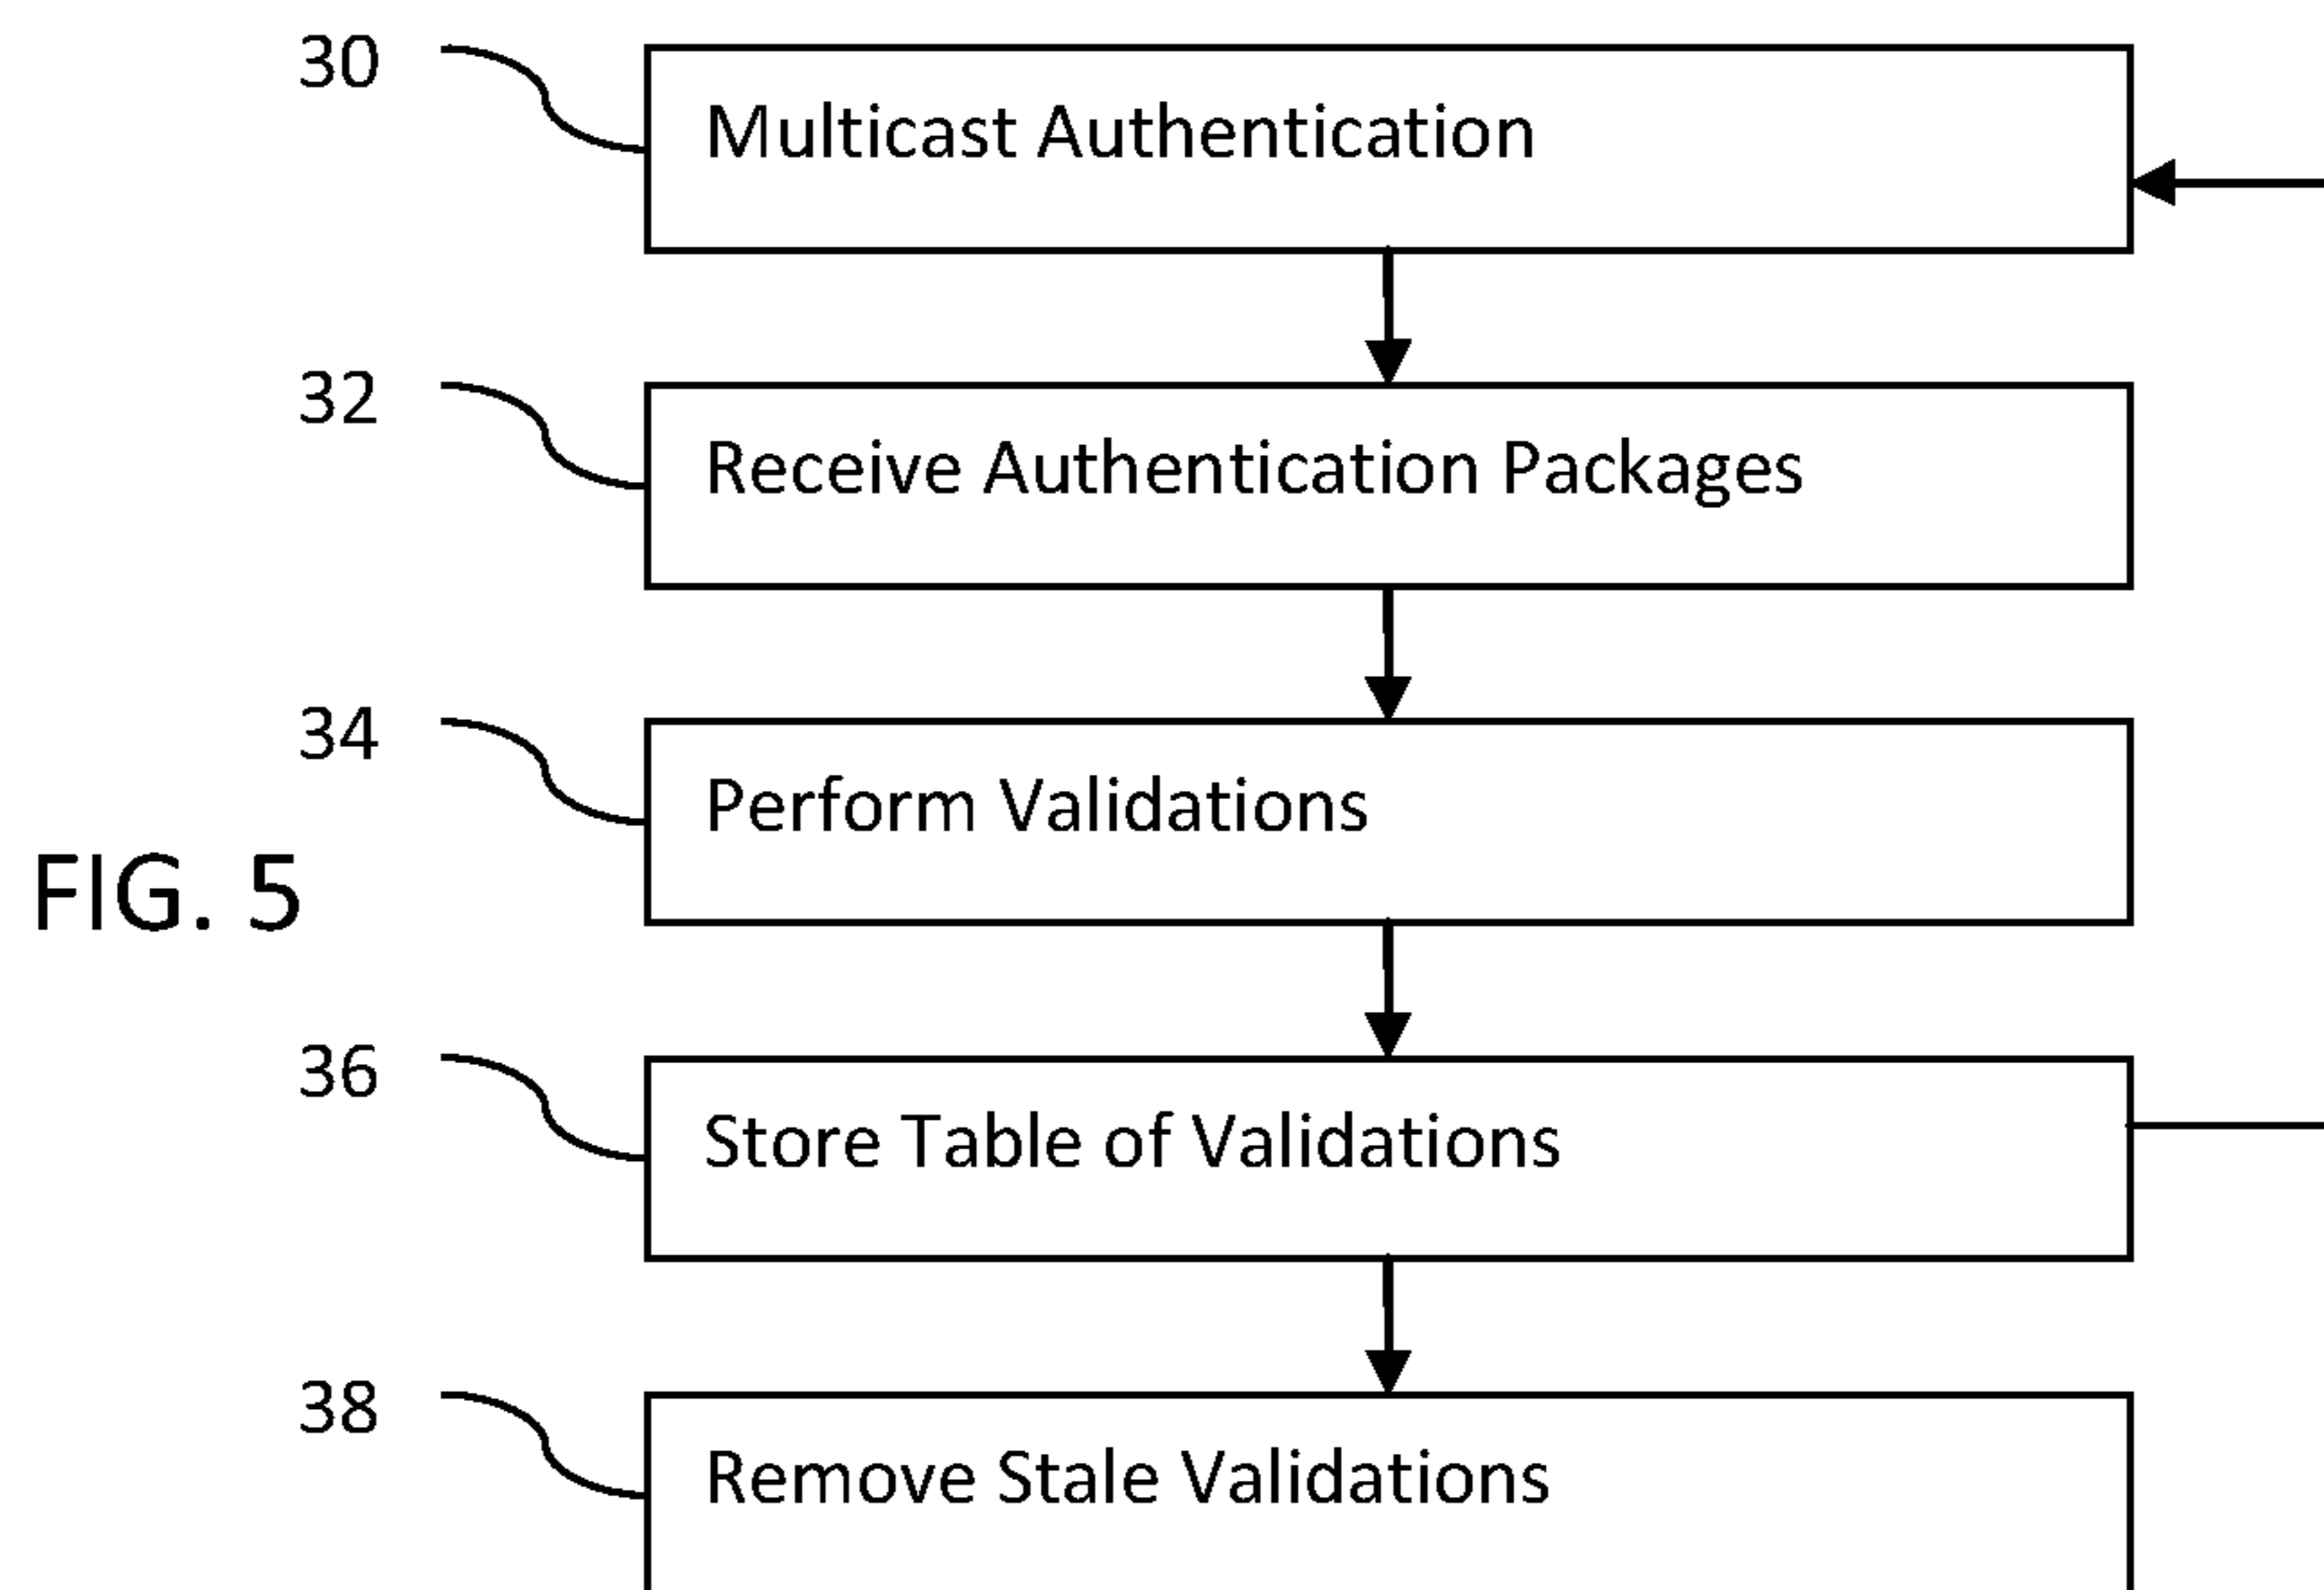 30
Multicast Authentication
32
Receive Authentication Packages
34
Perform Validations
FIG. 5
36
Store Table of Validations
38
Remove Stale Validations